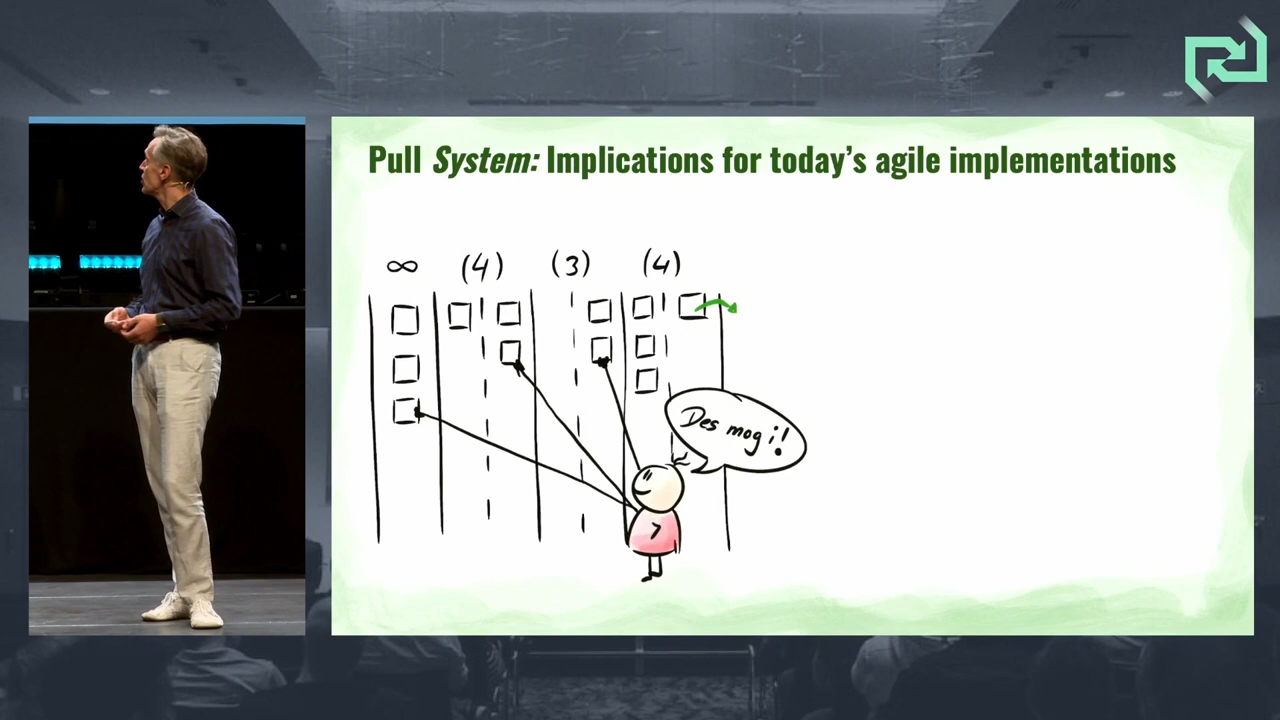 Pull System: Implications for today's agile implementations
∞ (4) (3) (4)
Des mog i!